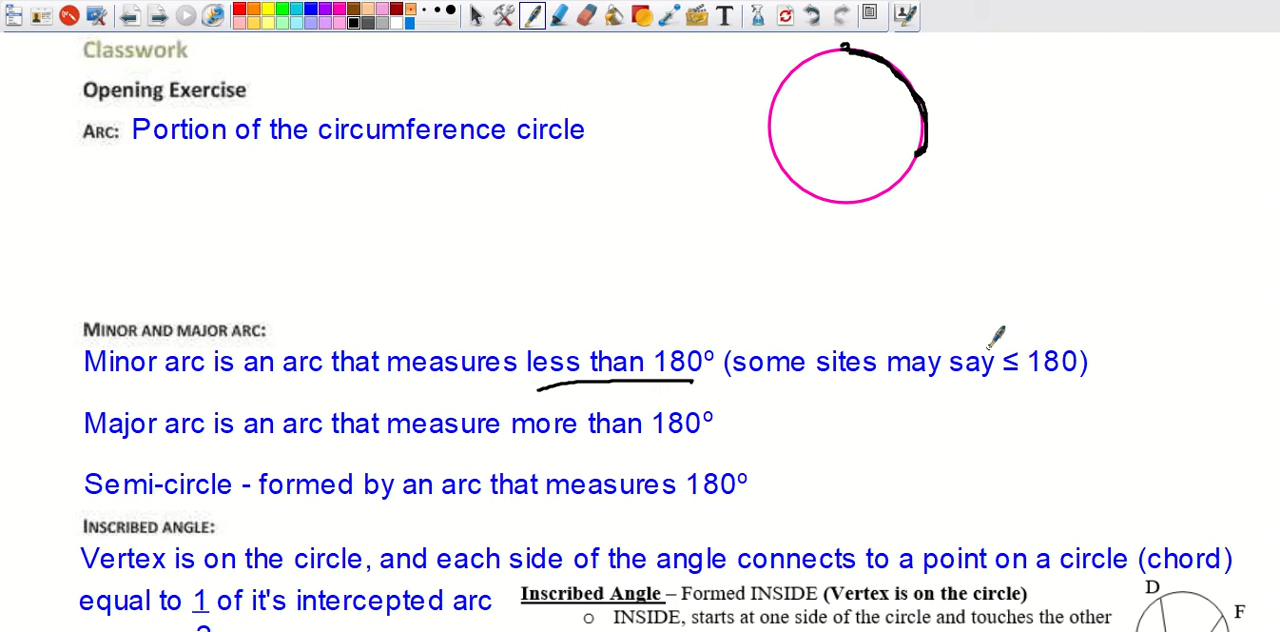 Classwork
Opening Exercise
ARC: Portion of the circumference circle
MINOR AND MAJOR ARC:
Minor arc is an arc that measures less than 180º (some sites may say ≤ 180)
Major arc is an arc that measure more than 180º
Semi-circle - formed by an arc that measures 180º
INSCRIBED ANGLE:
Vertex is on the circle, and each side of the angle connects to a point on a circle (chord)
equal to 1 of it's intercepted arc
2
Inscribed Angle – Formed INSIDE (Vertex is on the circle)
o INSIDE, starts at one side of the circle and touches the other
D
F